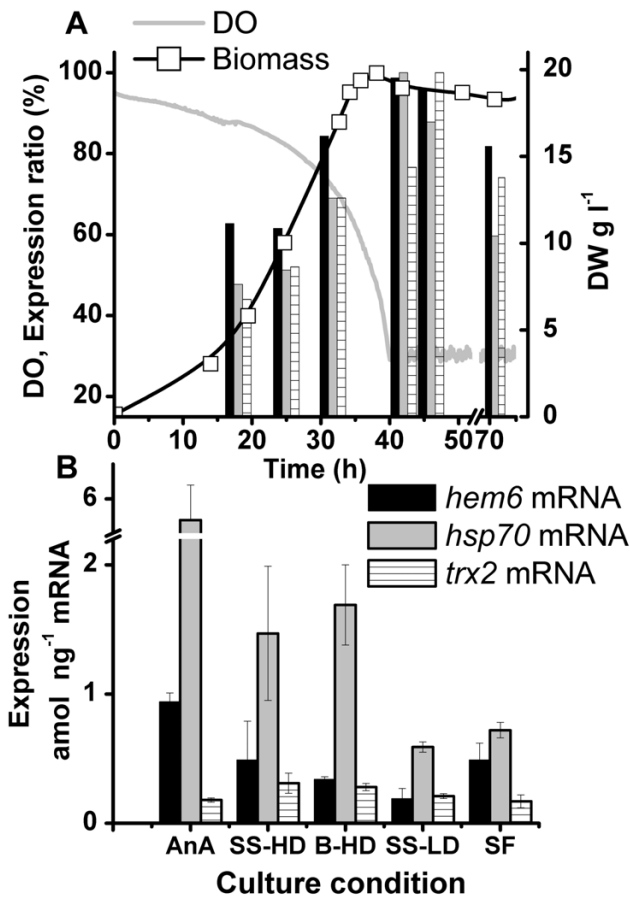 A
DO
Biomass
100
80
60
40
20
DO, Expression ratio (%)
20
15
10
5
0
DW g l⁻¹
0 10 20 30 40 50 70
Time (h)
B
hem6 mRNA
hsp70 mRNA
trx2 mRNA
6
2
1
0
Expression
amol ng⁻¹ mRNA
AnA SS-HD B-HD SS-LD SF
Culture condition